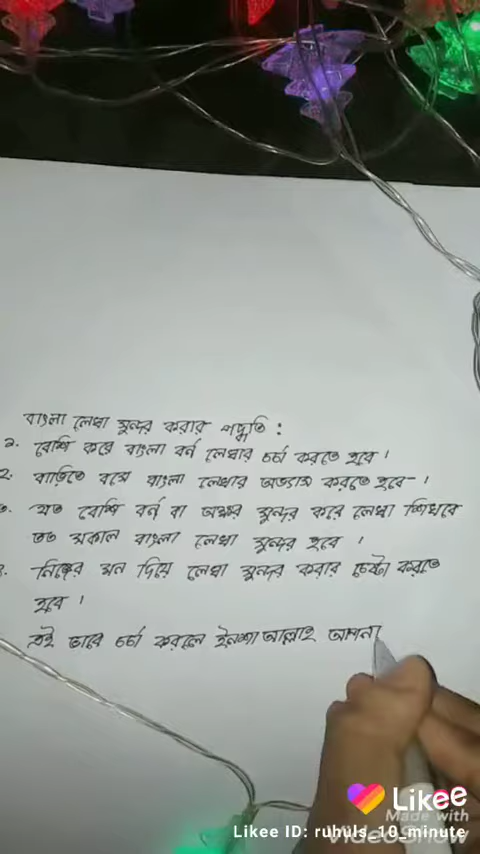 বাংলা লেখা সুন্দর করার পদ্ধতি :
১. বেশি করে বাংলা বর্ন লেখার চর্চা করতে হবে।
২. বাড়িতে বসে বাংলা লেখার অভ্যাস করতে হবে-।
৩. যত বেশি বর্ন বা অক্ষর সুন্দর করে লেখা শিখবে
তত সকাল বাংলা লেখা সুন্দর হবে ।
৪. নিজের মন দিয়ে লেখা সুন্দর করার চেষ্টা করতে
হবে ।
এই ভাবে চর্চা করলে ইনশাআল্লাহ আপনা
Likee
Made with
Likee ID: ruhuls_10_minute
VideoShow